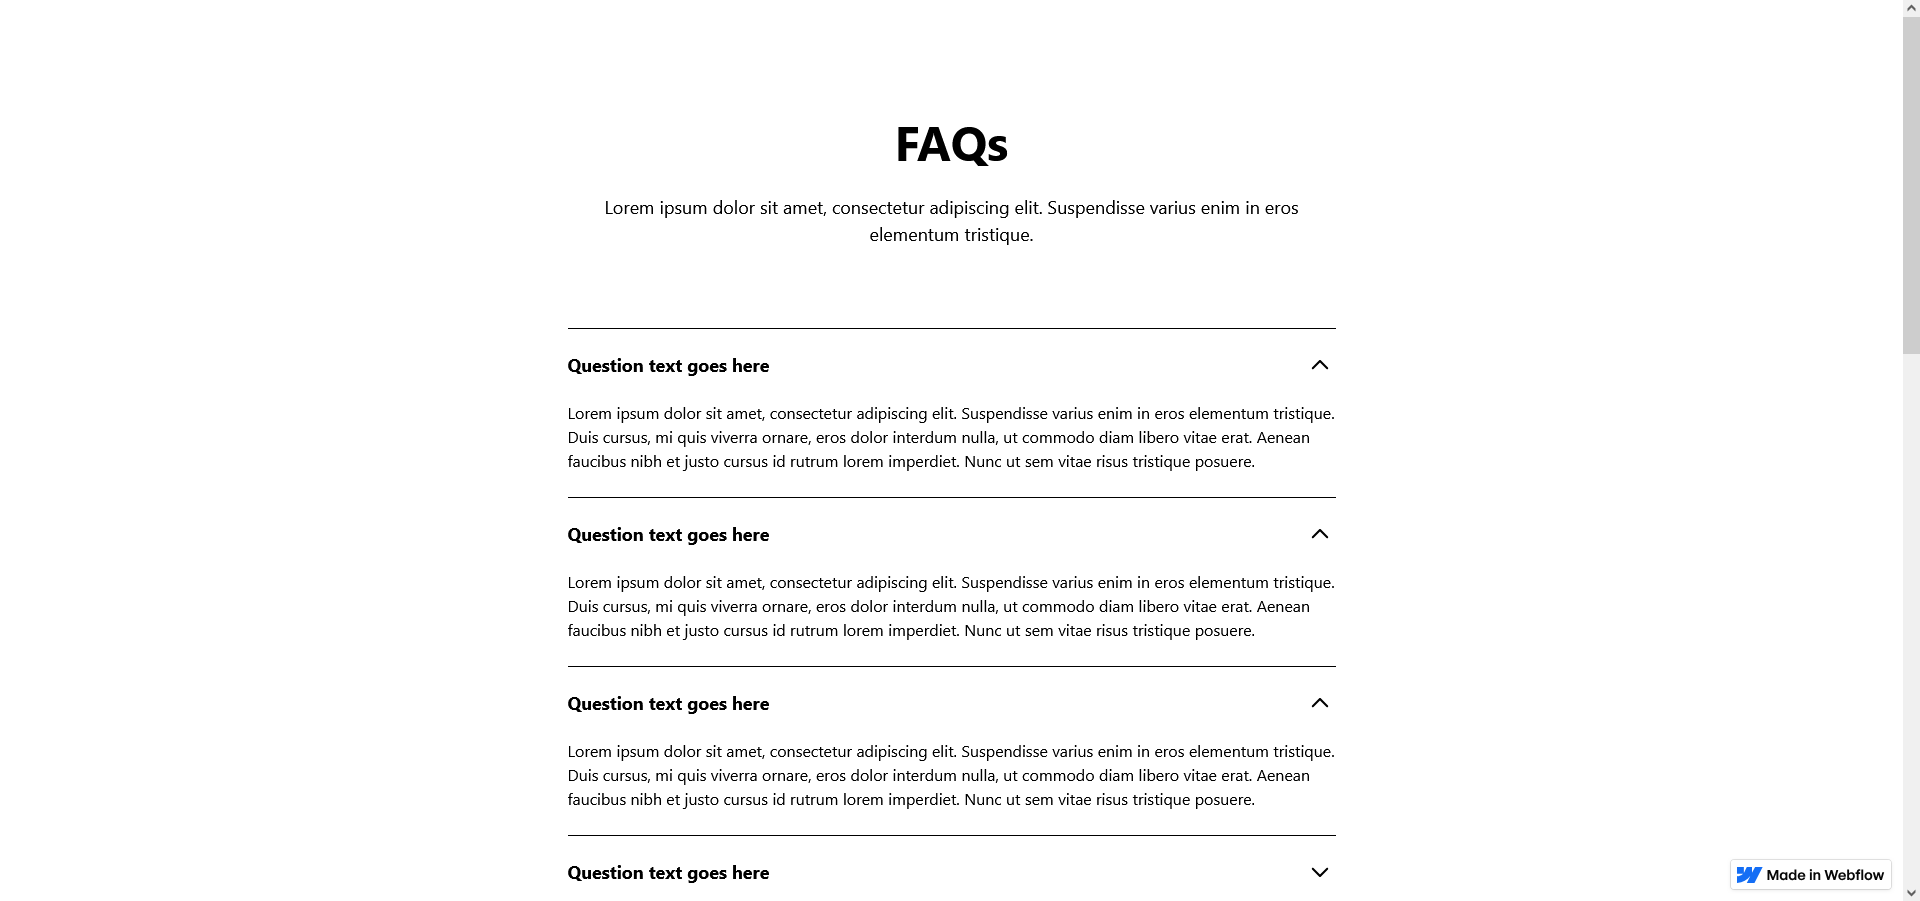 FAQs
Lorem ipsum dolor sit amet, consectetur adipiscing elit. Suspendisse varius enim in eros
elementum tristique.
Question text goes here
Lorem ipsum dolor sit amet, consectetur adipiscing elit. Suspendisse varius enim in eros elementum tristique.
Duis cursus, mi quis viverra ornare, eros dolor interdum nulla, ut commodo diam libero vitae erat. Aenean
faucibus nibh et justo cursus id rutrum lorem imperdiet. Nunc ut sem vitae risus tristique posuere.
Question text goes here
Lorem ipsum dolor sit amet, consectetur adipiscing elit. Suspendisse varius enim in eros elementum tristique.
Duis cursus, mi quis viverra ornare, eros dolor interdum nulla, ut commodo diam libero vitae erat. Aenean
faucibus nibh et justo cursus id rutrum lorem imperdiet. Nunc ut sem vitae risus tristique posuere.
Question text goes here
Lorem ipsum dolor sit amet, consectetur adipiscing elit. Suspendisse varius enim in eros elementum tristique.
Duis cursus, mi quis viverra ornare, eros dolor interdum nulla, ut commodo diam libero vitae erat. Aenean
faucibus nibh et justo cursus id rutrum lorem imperdiet. Nunc ut sem vitae risus tristique posuere.
Question text goes here
Made in Webflow